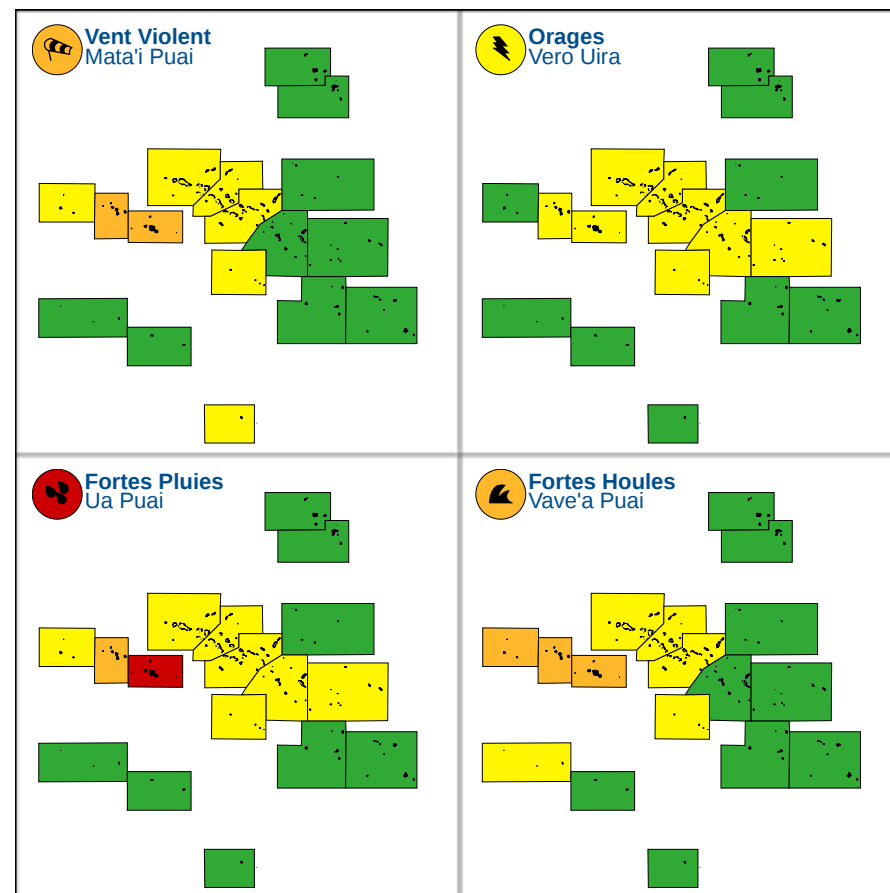 Vent Violent
Mata'i Puai
Orages
Vero Uira
Fortes Pluies
Ua Puai
Fortes Houles
Vave'a Puai